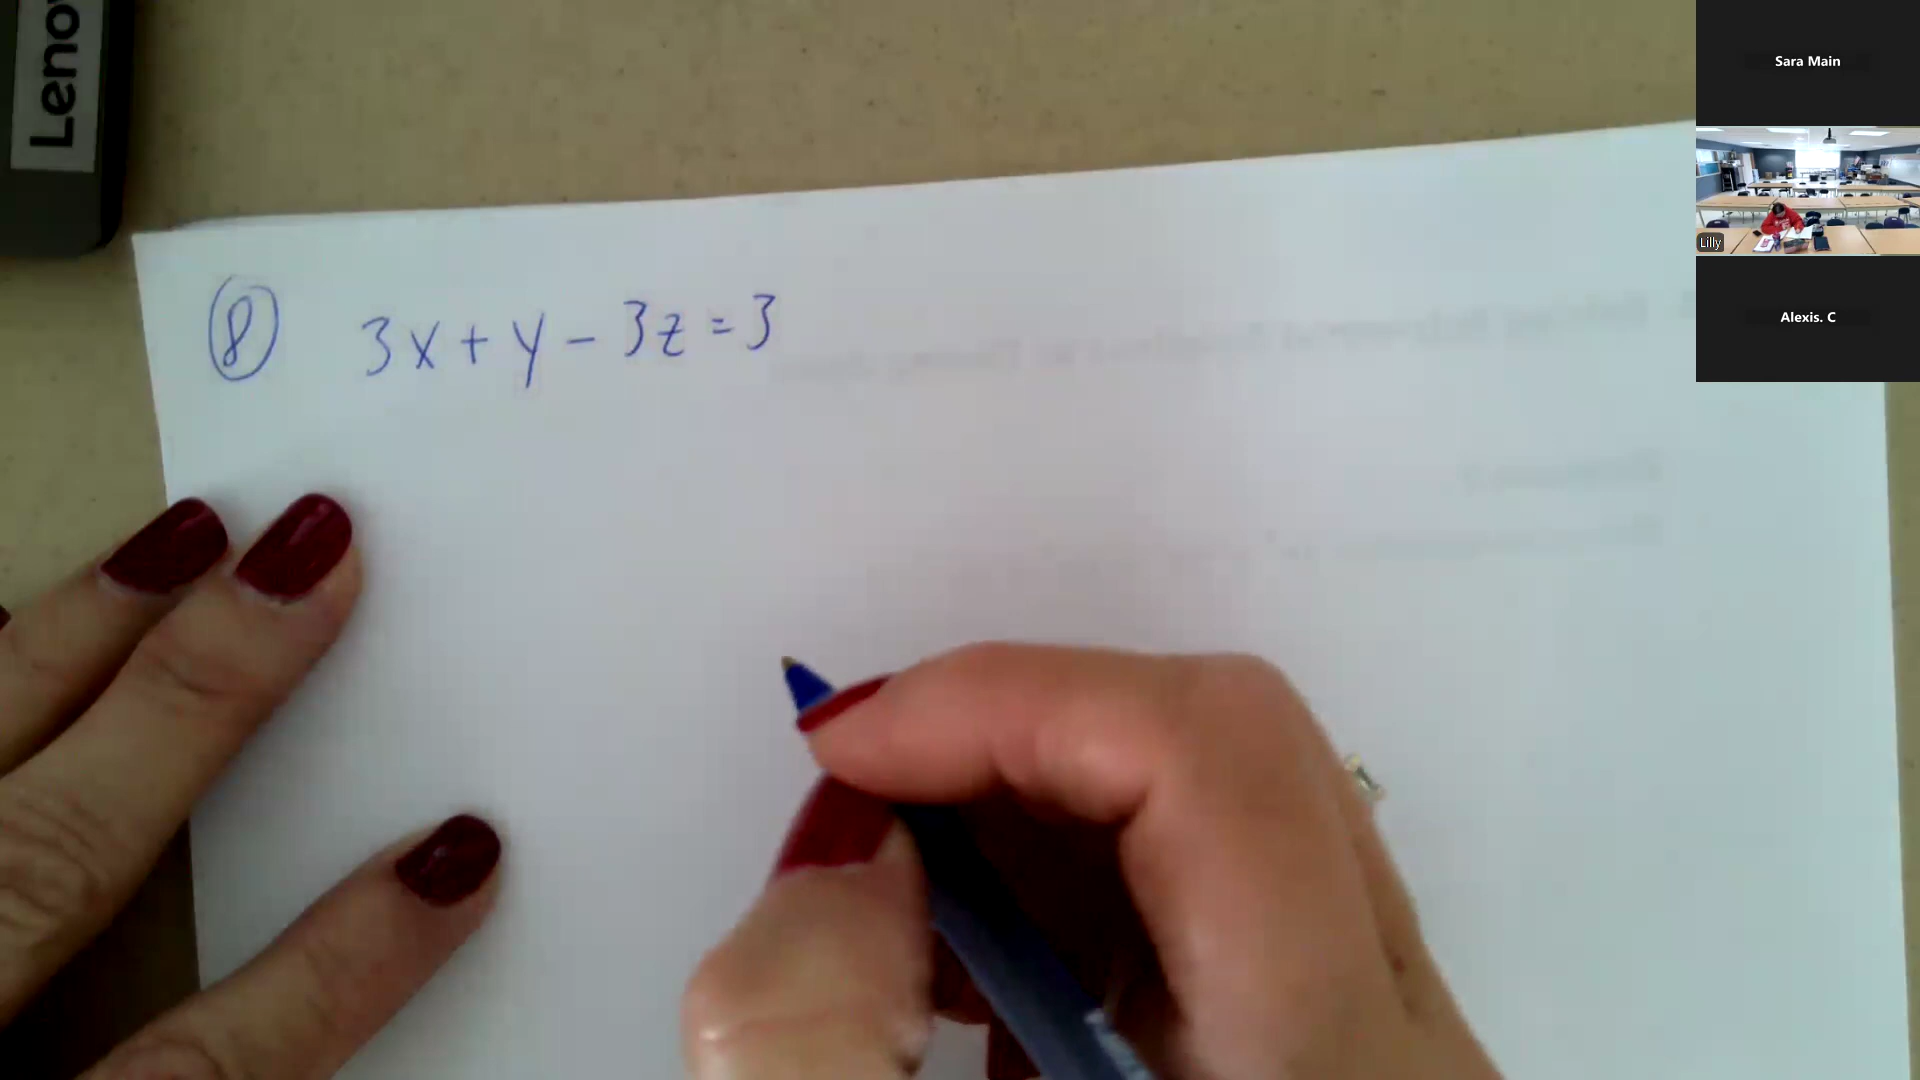 Leno
⑧ 3x + y - 3z = 3
Sara Main
Lilly
Alexis. C